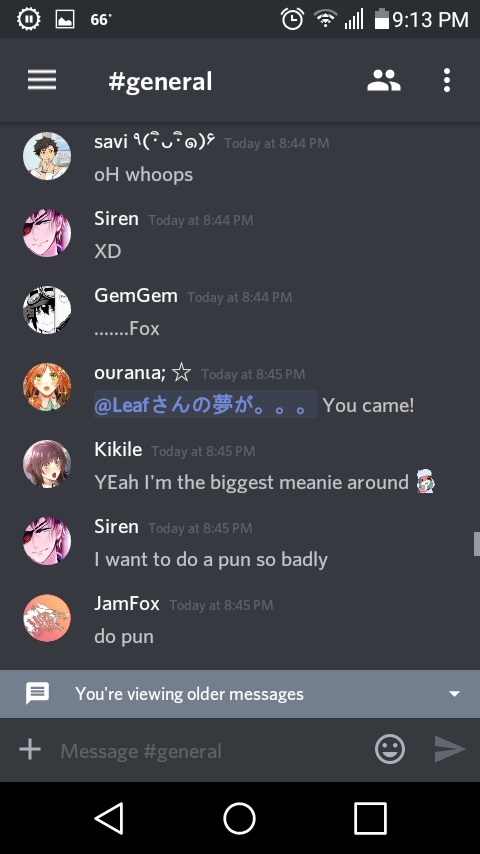 66°
9:13 PM
#general
savi ٩(･ิᴗ･ิ๑)۶ Today at 8:44 PM
oH whoops
Siren Today at 8:44 PM
XD
GemGem Today at 8:44 PM
.......Fox
ouranιa; ☆ Today at 8:45 PM
@Leafさんの夢が。。。 You came!
Kikile Today at 8:45 PM
YEah I'm the biggest meanie around
Siren Today at 8:45 PM
I want to do a pun so badly
JamFox Today at 8:45 PM
do pun
You're viewing older messages
Message #general